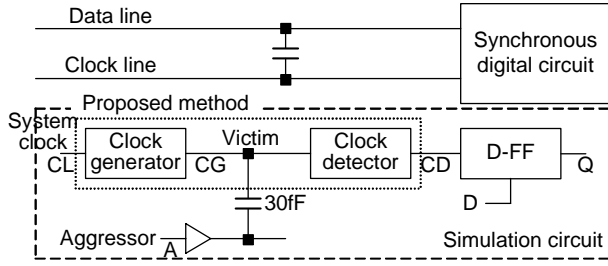 Data line
Clock line
Synchronous
digital circuit
Proposed method
System
clock
CL
Clock
generator
CG
Victim
Clock
detector
CD
D-FF
Q
D
30fF
Aggressor
A
Simulation circuit